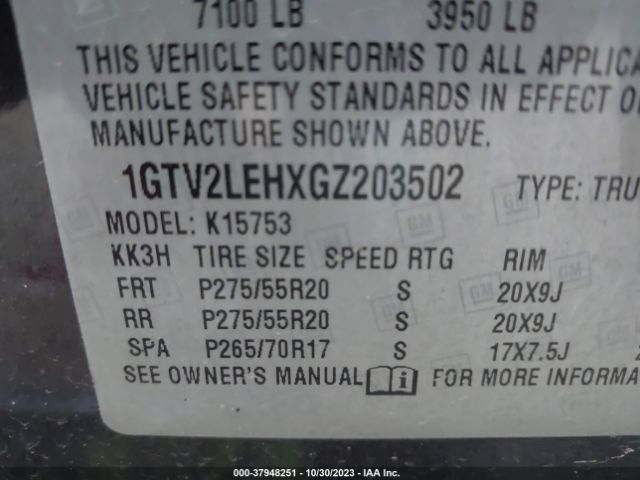 7100 LB 3950 LB
THIS VEHICLE CONFORMS TO ALL
VEHICLE SAFETY STANDARDS IN EFFECT
MANUFACTURE SHOWN ABOVE.
1GTV2LEHXGZ203502 TYPE: TRU
MODEL: K15753
KK3H TIRE SIZE SPEED RTG RIM
FRT P275/55R20 S 20X9J
RR P275/55R20 S 20X9J
SPA P265/70R17 S 17X7.5J
SEE OWNER'S MANUAL FOR MORE INFORMA
000-37948251 - 10/30/2023 - IAA Inc.